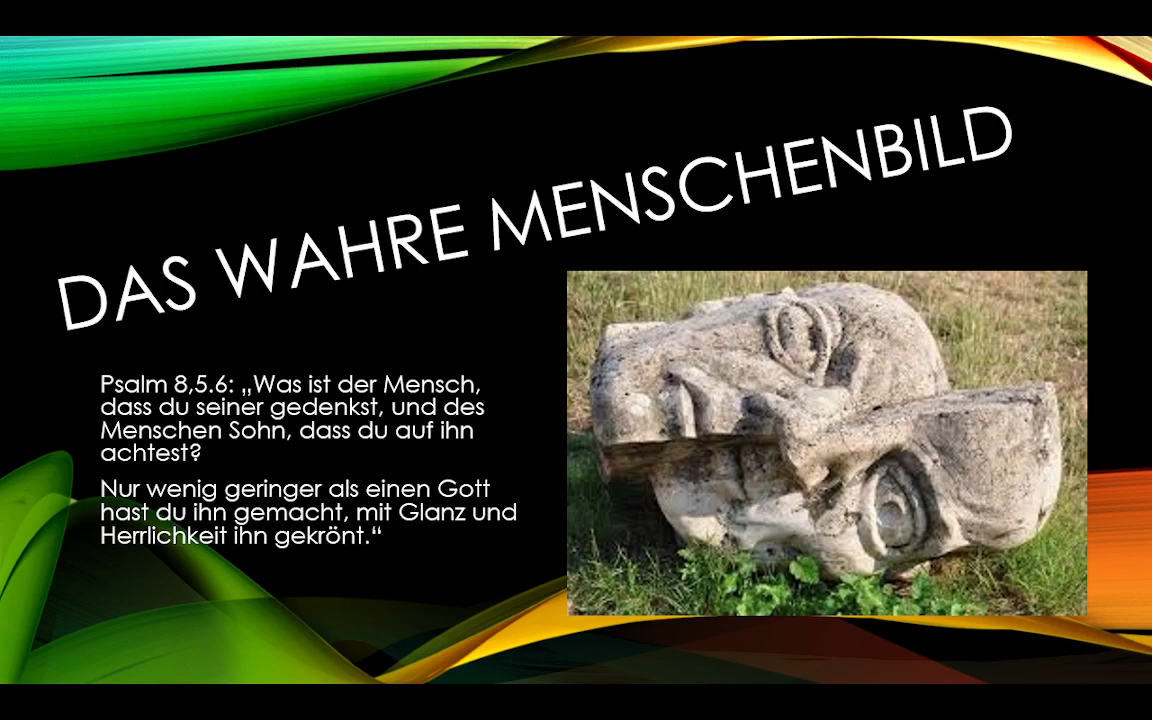 DAS WAHRE MENSCHENBILD
Psalm 8,5.6: „Was ist der Mensch,
dass du seiner gedenkst, und des
Menschen Sohn, dass du auf ihn
achtest?
Nur wenig geringer als einen Gott
hast du ihn gemacht, mit Glanz und
Herrlichkeit ihn gekrönt.“